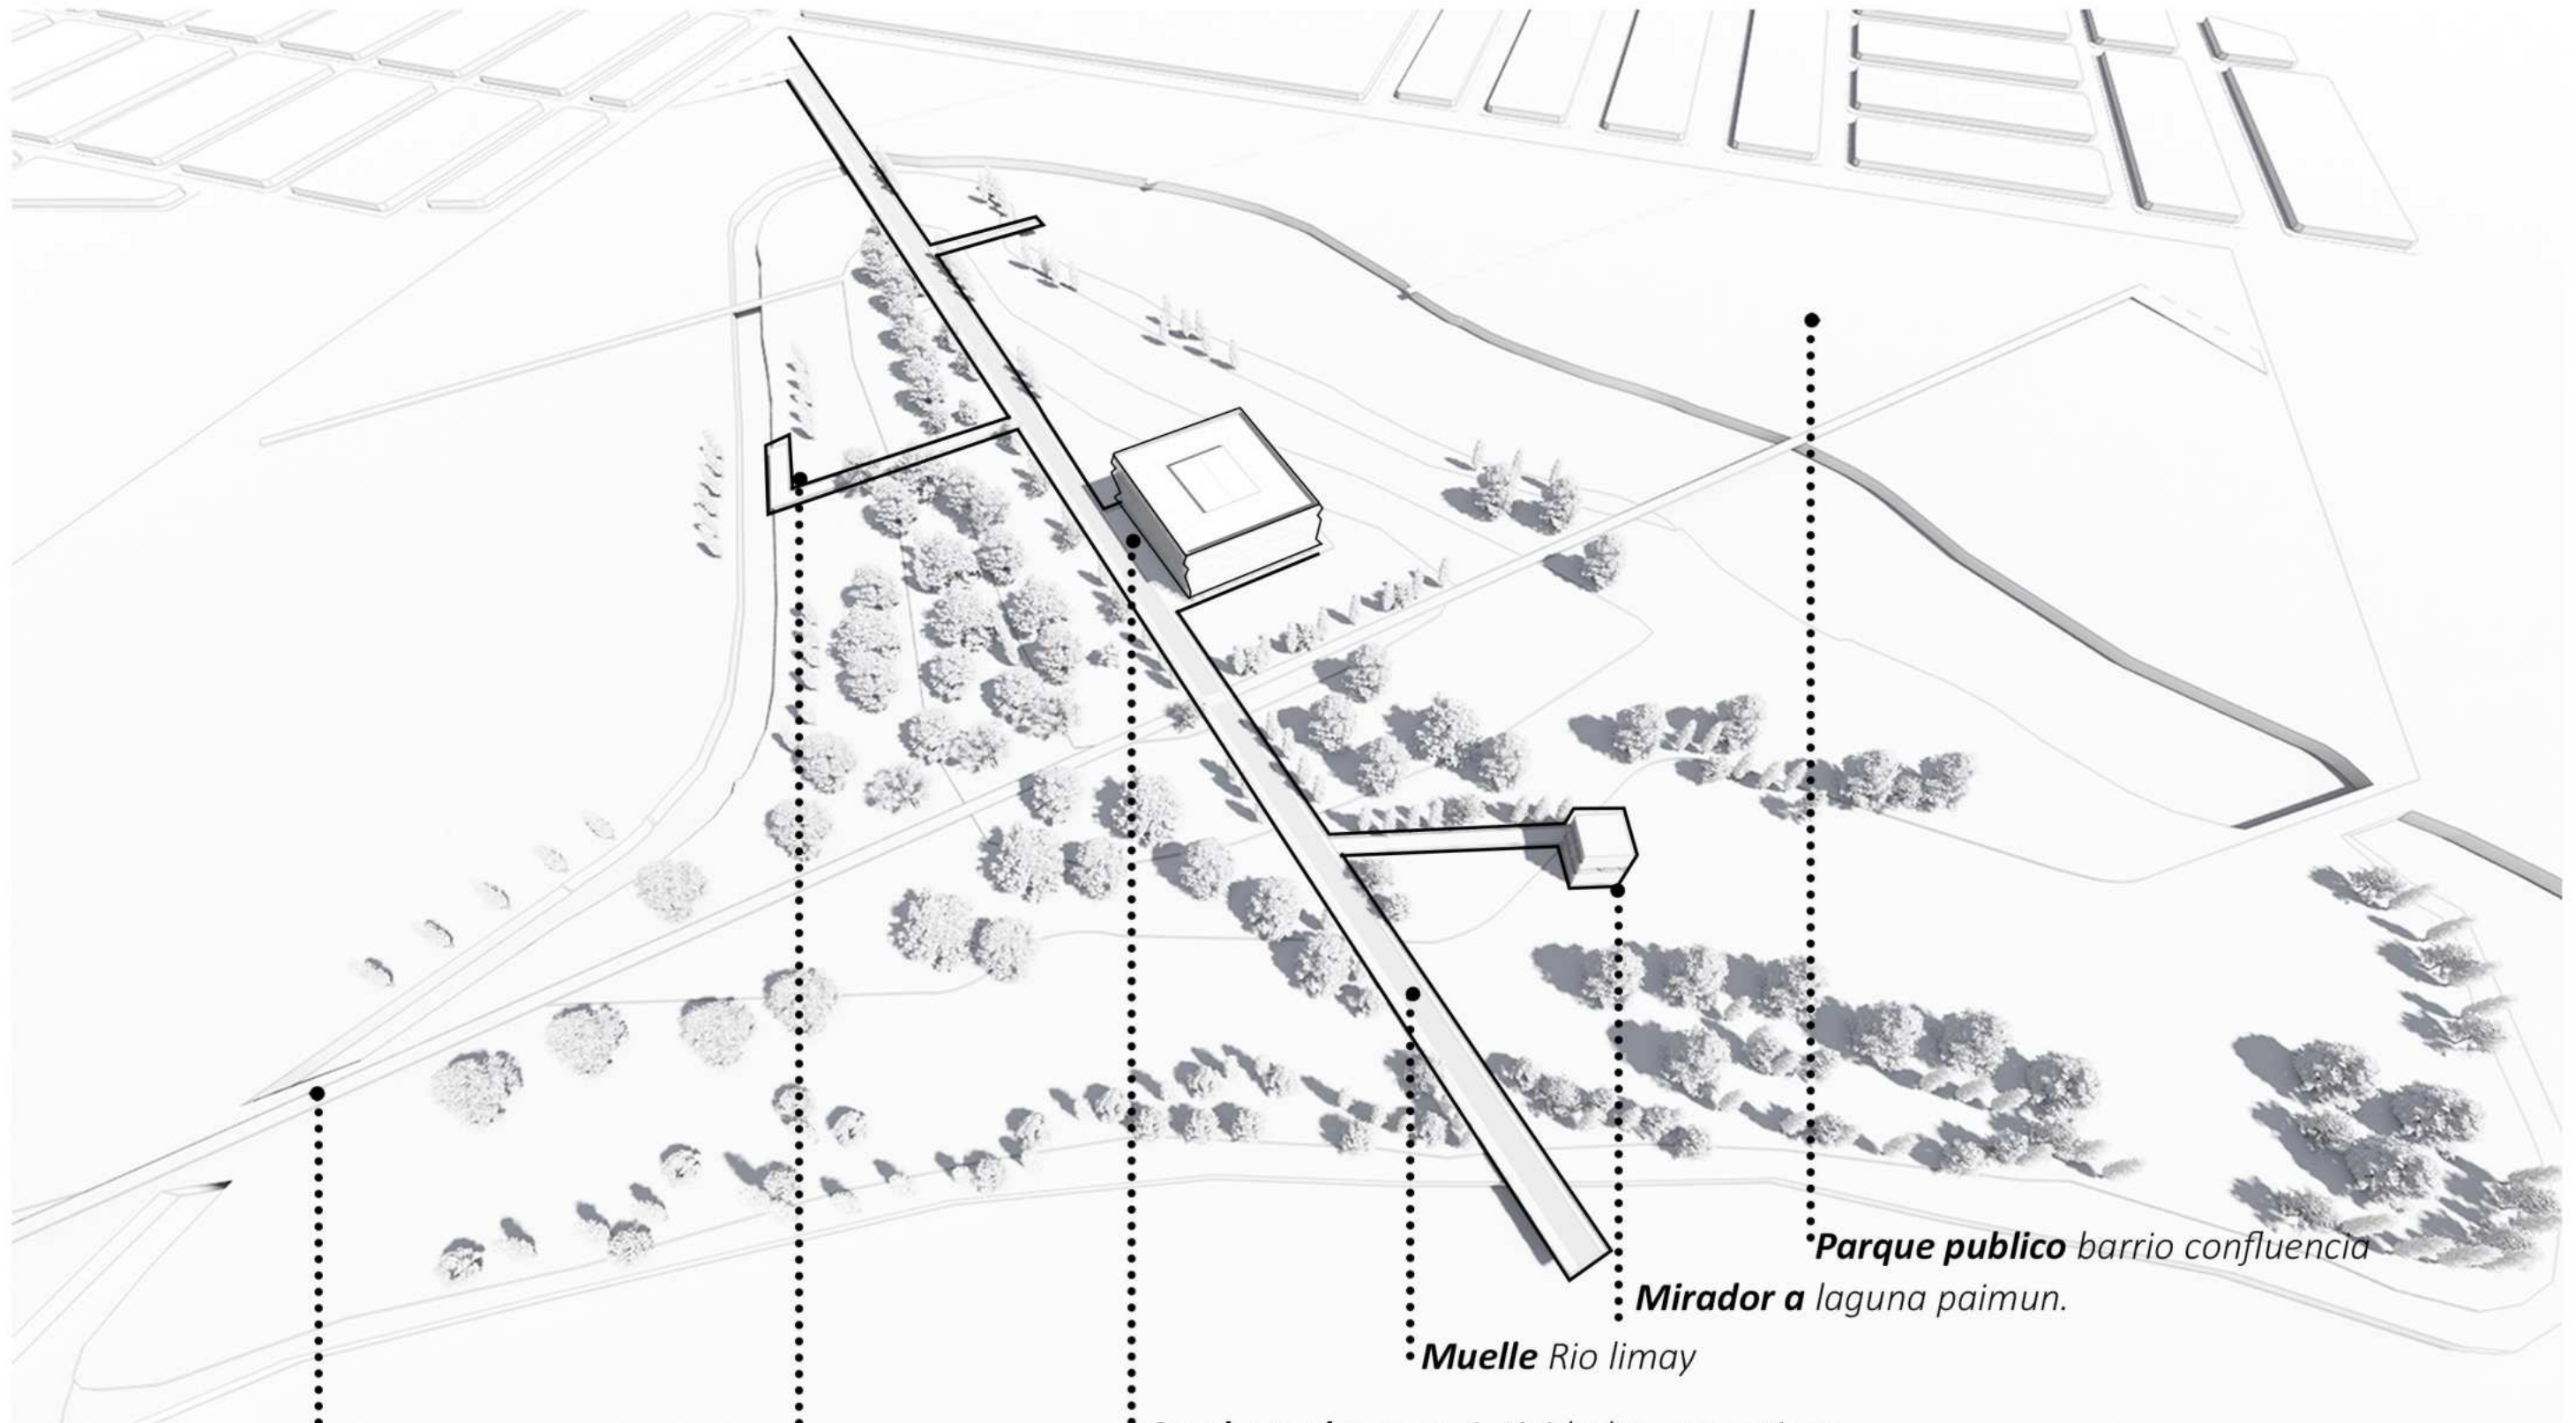 Parque publico barrio confluencia
Mirador a laguna paimun.
Muelle Rio limay